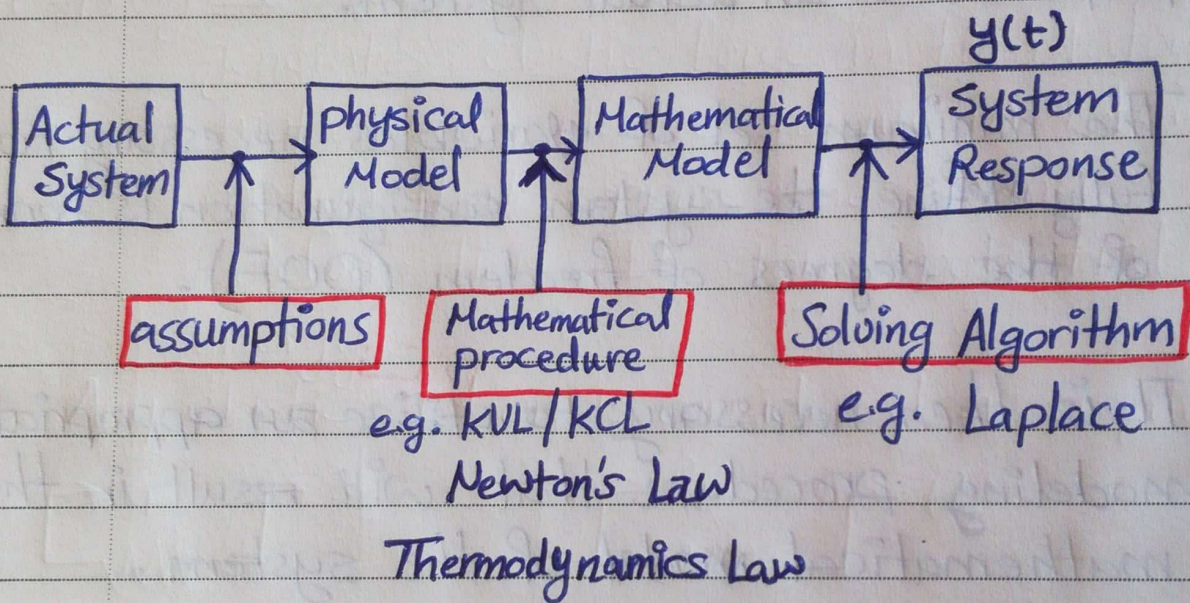 y(t)
Actual
System
physical
Model
Mathematical
Model
System
Response
assumptions
Mathematical
procedure
Solving Algorithm
e.g. KVL/KCL
Newton's Law
Thermodynamics Law
e.g. Laplace